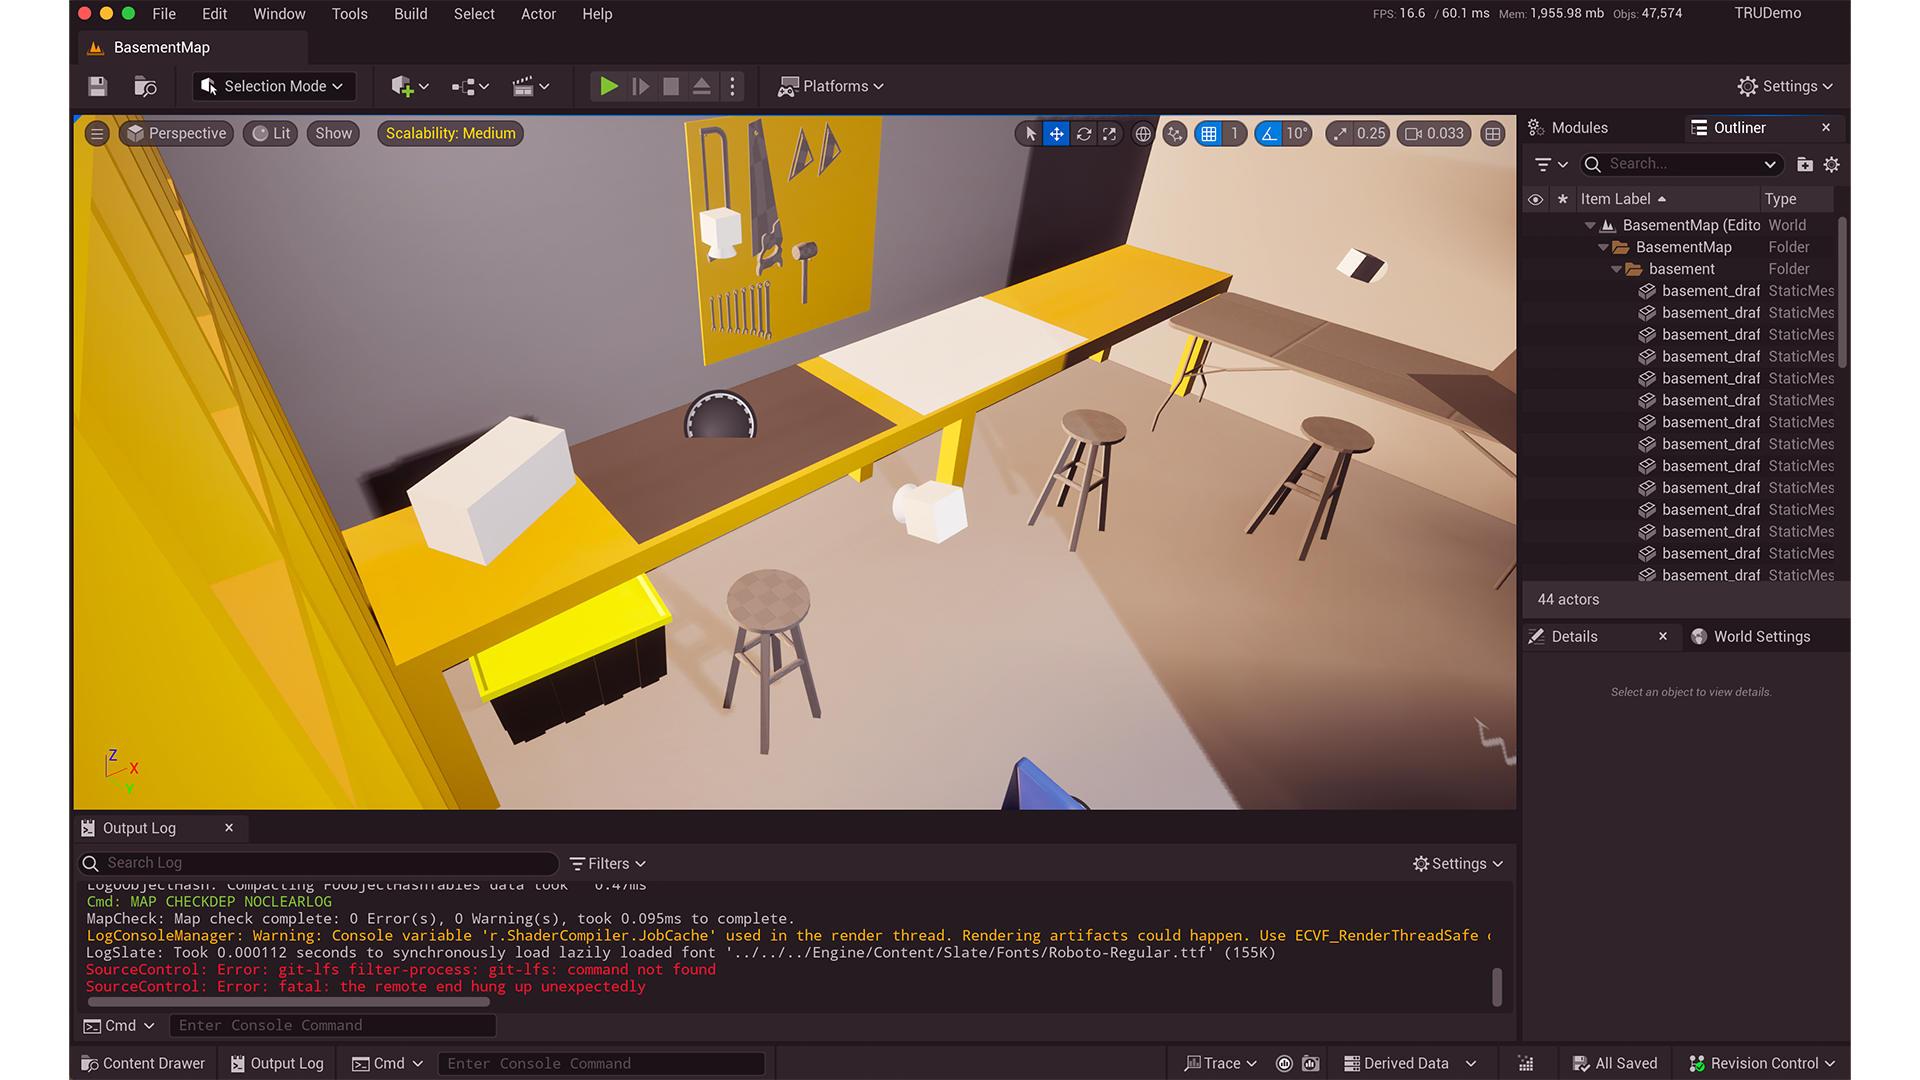 File Edit Window Tools Build Select Actor Help FPS: 16.6 / 60.1 ms Mem: 1,955.98 mb Objs: 47,574 TRUDemo
BasementMap
Selection Mode Platforms Settings
Perspective Lit Show Scalability: Medium 1 10° 0.25 0.033
Modules Outliner
Search...
Item Label Type
BasementMap (Edito World
BasementMap Folder
basement Folder
basement_draf StaticMes
basement_draf StaticMes
basement_draf StaticMes
basement_draf StaticMes
basement_draf StaticMes
basement_draf StaticMes
basement_draf StaticMes
basement_draf StaticMes
basement_draf StaticMes
basement_draf StaticMes
basement_draf StaticMes
basement_draf StaticMes
basement_draf StaticMes
basement_draf StaticMes
44 actors
Details World Settings
Select an object to view details.
Z
X
Y
Output Log
Search Log Filters Settings
LogUObjectHash: Compacting FUObjectHashTables data took 0.47ms
Cmd: MAP CHECKDEP NOCLEARLOG
MapCheck: Map check complete: 0 Error(s), 0 Warning(s), took 0.095ms to complete.
LogConsoleManager: Warning: Console variable 'r.ShaderCompiler.JobCache' used in the render thread. Rendering artifacts could happen. Use ECVF_RenderThreadSafe
LogSlate: Took 0.000112 seconds to synchronously load lazily loaded font '../../../Engine/Content/Slate/Fonts/Roboto-Regular.ttf' (155K)
SourceControl: Error: git-lfs filter-process: git-lfs: command not found
SourceControl: Error: fatal: the remote end hung up unexpectedly
Cmd Enter Console Command
Content Drawer Output Log Cmd Enter Console Command Trace Derived Data All Saved Revision Control